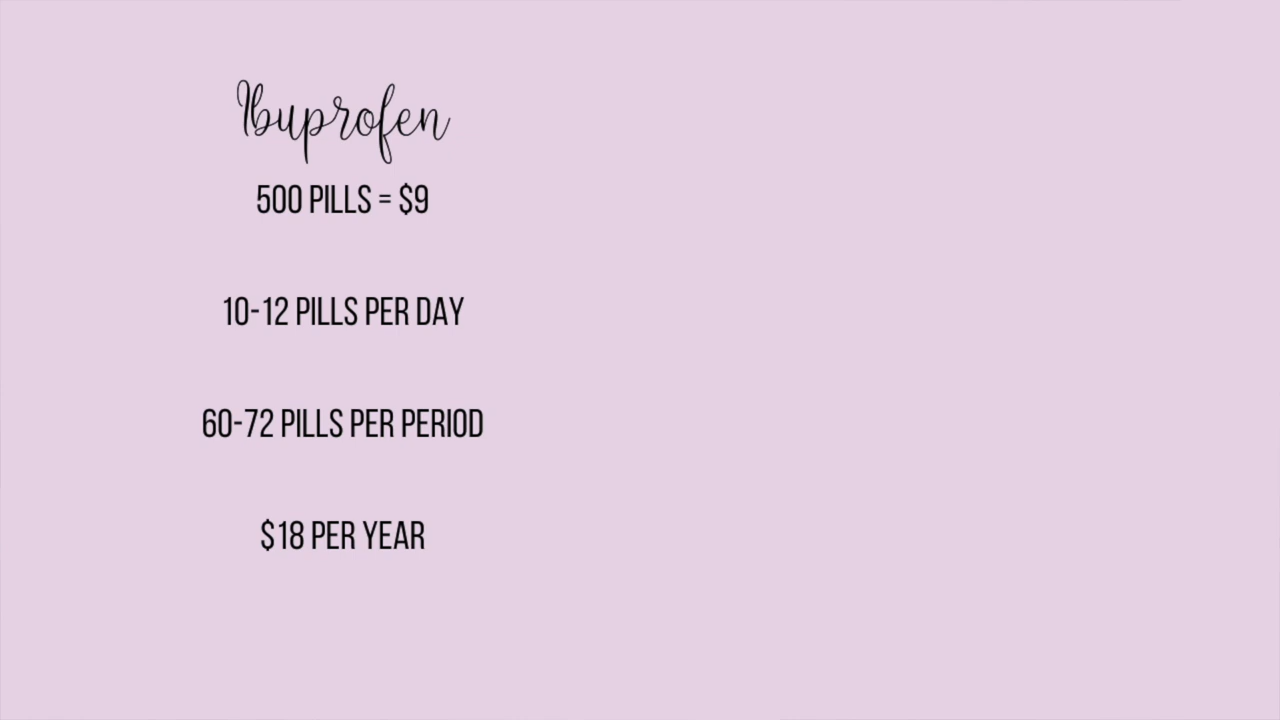 Ibuprofen
500 PILLS = $9
10-12 PILLS PER DAY
60-72 PILLS PER PERIOD
$18 PER YEAR